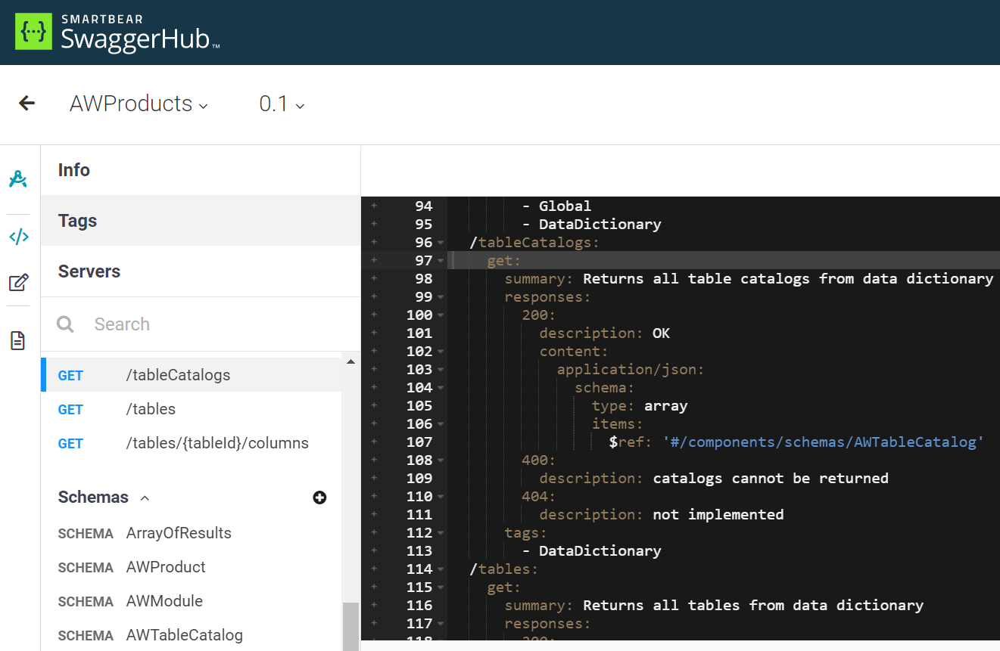 SMARTBEAR
SwaggerHub™
AWProducts
0.1
Info
Tags
Servers
Search
GET /tableCatalogs
GET /tables
GET /tables/{tableId}/columns
Schemas
SCHEMA ArrayOfResults
SCHEMA AWProduct
SCHEMA AWModule
SCHEMA AWTableCatalog
94 - Global
95 - DataDictionary
96 /tableCatalogs:
97 get:
98 summary: Returns all table catalogs from data dictionary
99 responses:
100 200:
101 description: OK
102 content:
103 application/json:
104 schema:
105 type: array
106 items:
107 $ref: '#/components/schemas/AWTableCatalog'
108 400:
109 description: catalogs cannot be returned
110 404:
111 description: not implemented
112 tags:
113 - DataDictionary
114 /tables:
115 get:
116 summary: Returns all tables from data dictionary
117 responses:
118 200: